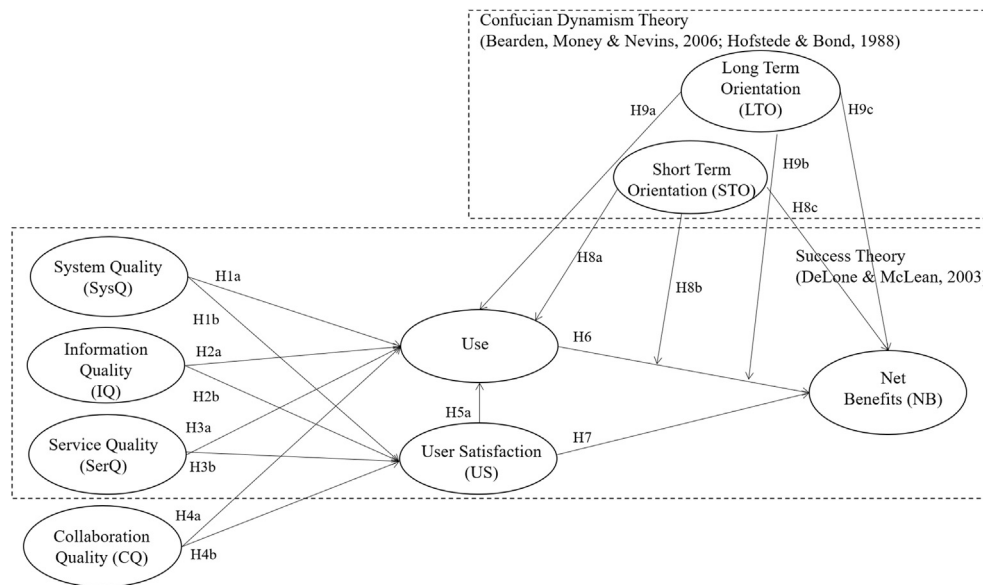 Confucian Dynamism Theory
(Bearden, Money & Nevins, 2006; Hofstede & Bond, 1988)
Long Term
Orientation
(LTO)
H9a
H9c
H9b
Short Term
Orientation (STO)
H8c
H8a
H8b
Success Theory
(DeLone & McLean, 2003)
System Quality
(SysQ)
H1a
H1b
Use
H6
Information
Quality
(IQ)
H2a
H2b
Net
Benefits (NB)
H5a
Service Quality
(SerQ)
H3a
H3b
User Satisfaction
(US)
H7
Collaboration
Quality (CQ)
H4a
H4b